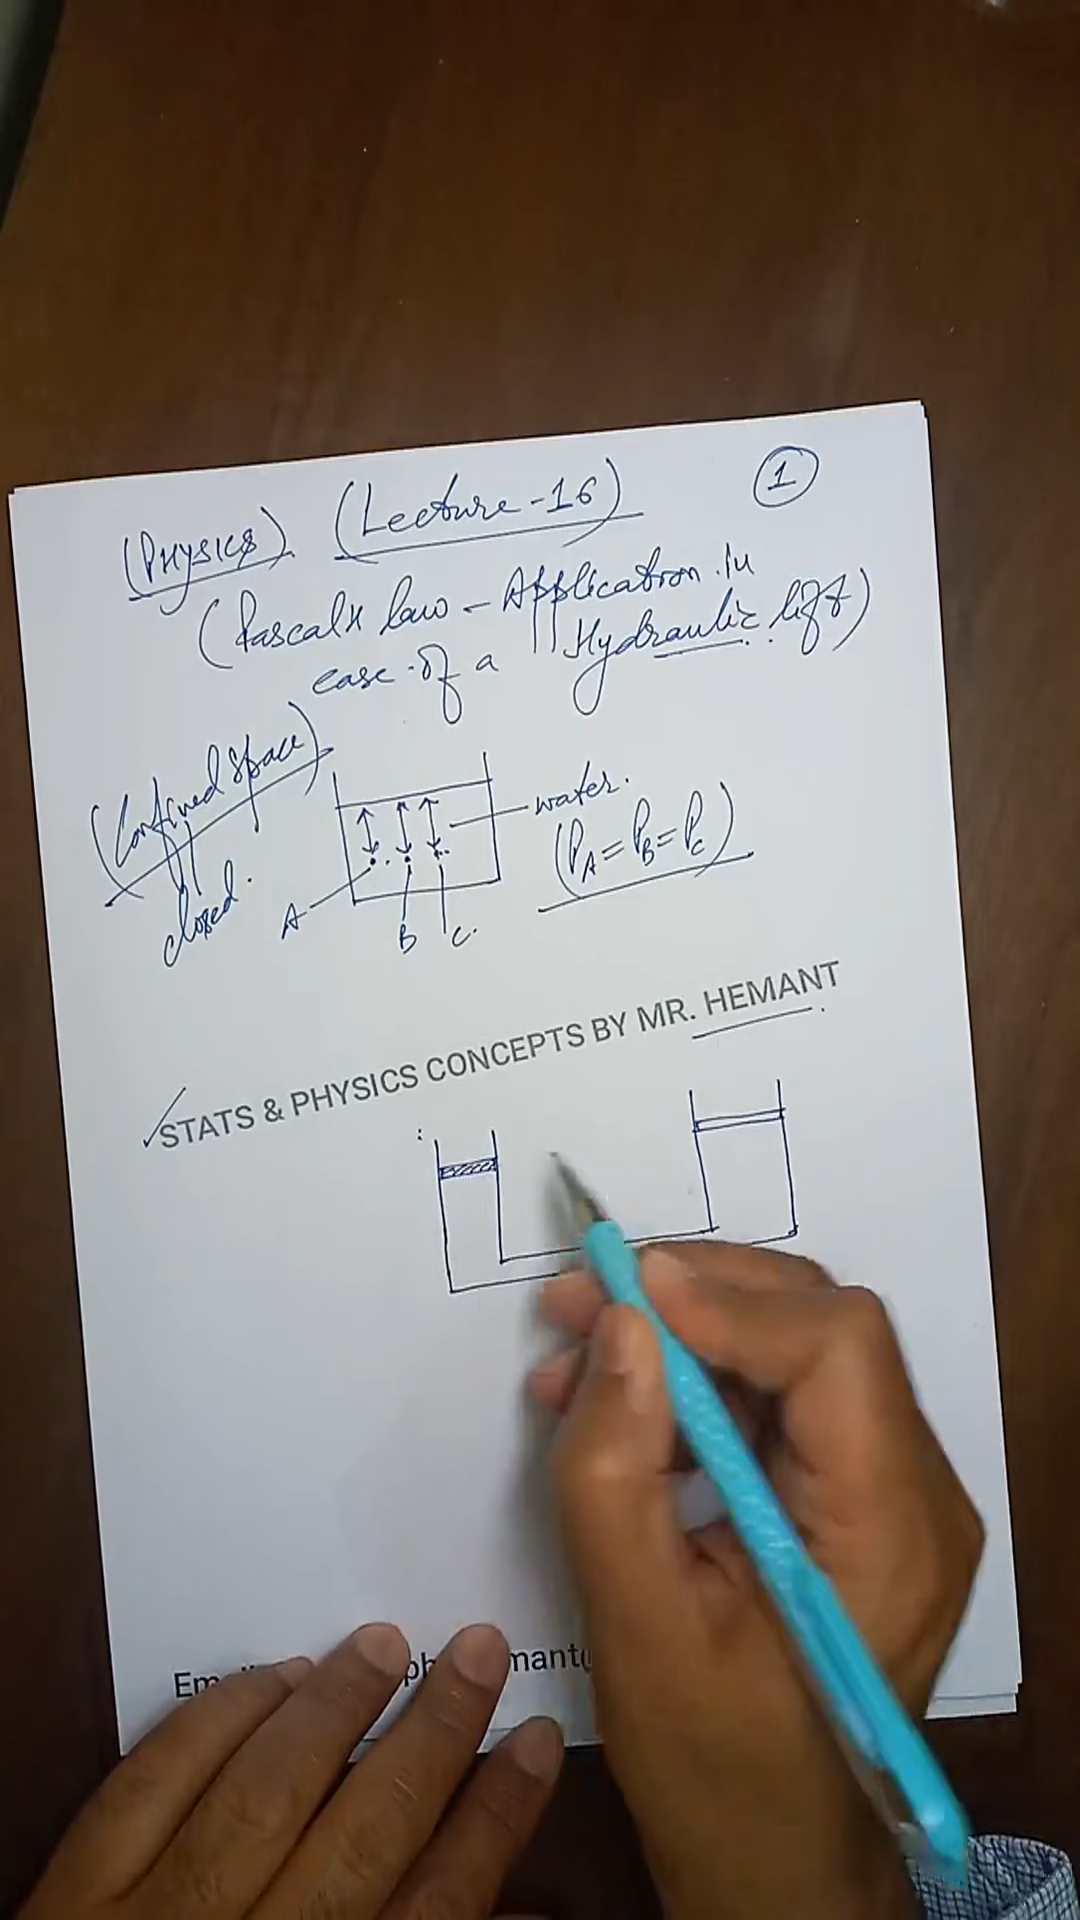 (PHYSICS) (Lecture-16) 1
(Pascal's law - Application in
case of a Hydraulic lift)
(Confined space)
closed.
water.
(PA = PB = PC)
A
B
C.
STATS & PHYSICS CONCEPTS BY MR. HEMANT